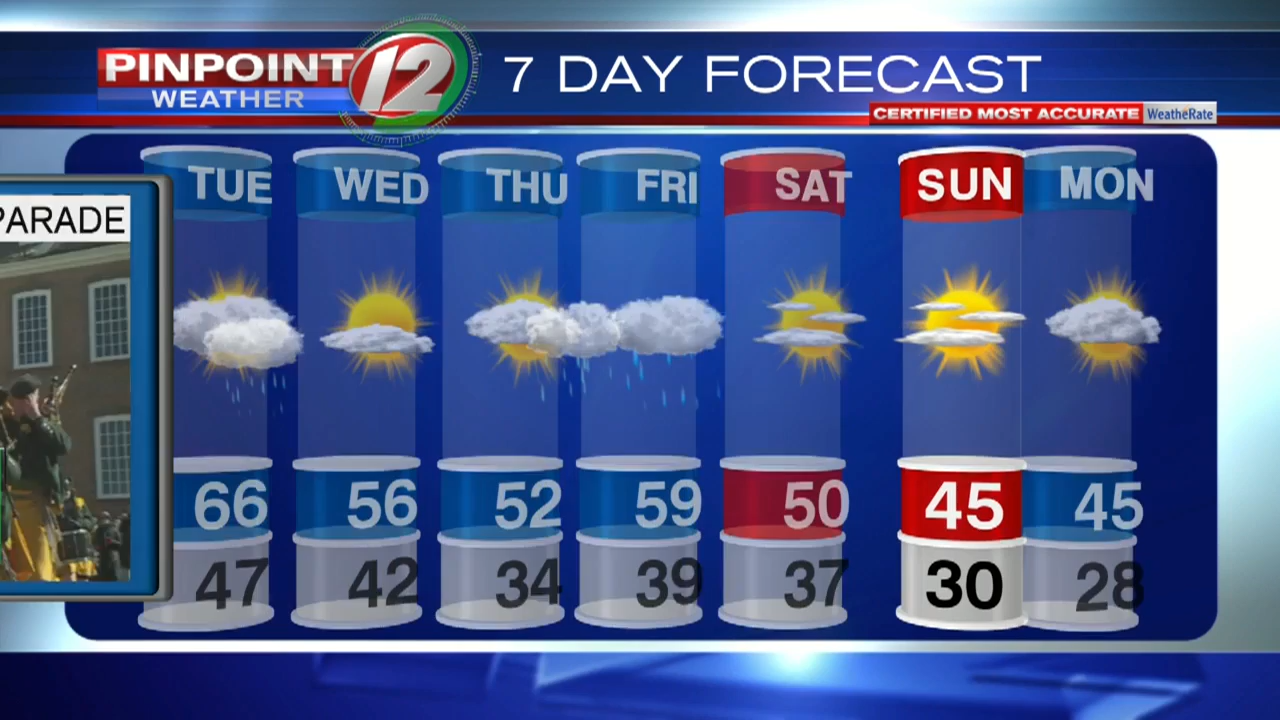 PINPOINT 12
WEATHER
7 DAY FORECAST
CERTIFIED MOST ACCURATE WeatheRate
TUE WED THU FRI SAT SUN MON
PARADE
66 56 52 59 50 45 45
47 42 34 39 37 30 28